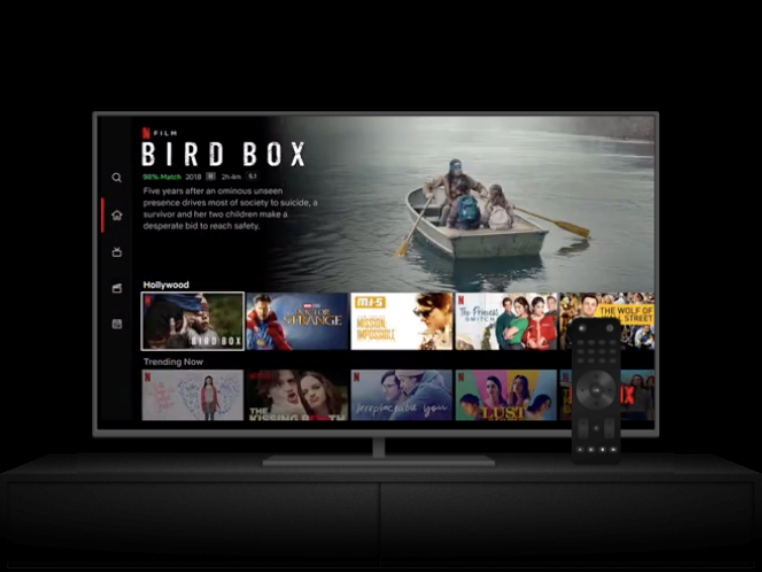 N FILM
BIRD BOX
98% Match 2018 R 2h 4m 5.1
Five years after an ominous unseen
presence drives most of society to suicide, a
survivor and her two children make a
desperate bid to reach safety.
Hollywood
BIRD BOX
DOCTOR
STRANGE
M:I-5
MISSION
IMPOSSIBLE
The Princess
SWITCH
THE WOLF OF
STREET
Trending Now
THE
KISSING BOOTH
irreplaceable you
LUST